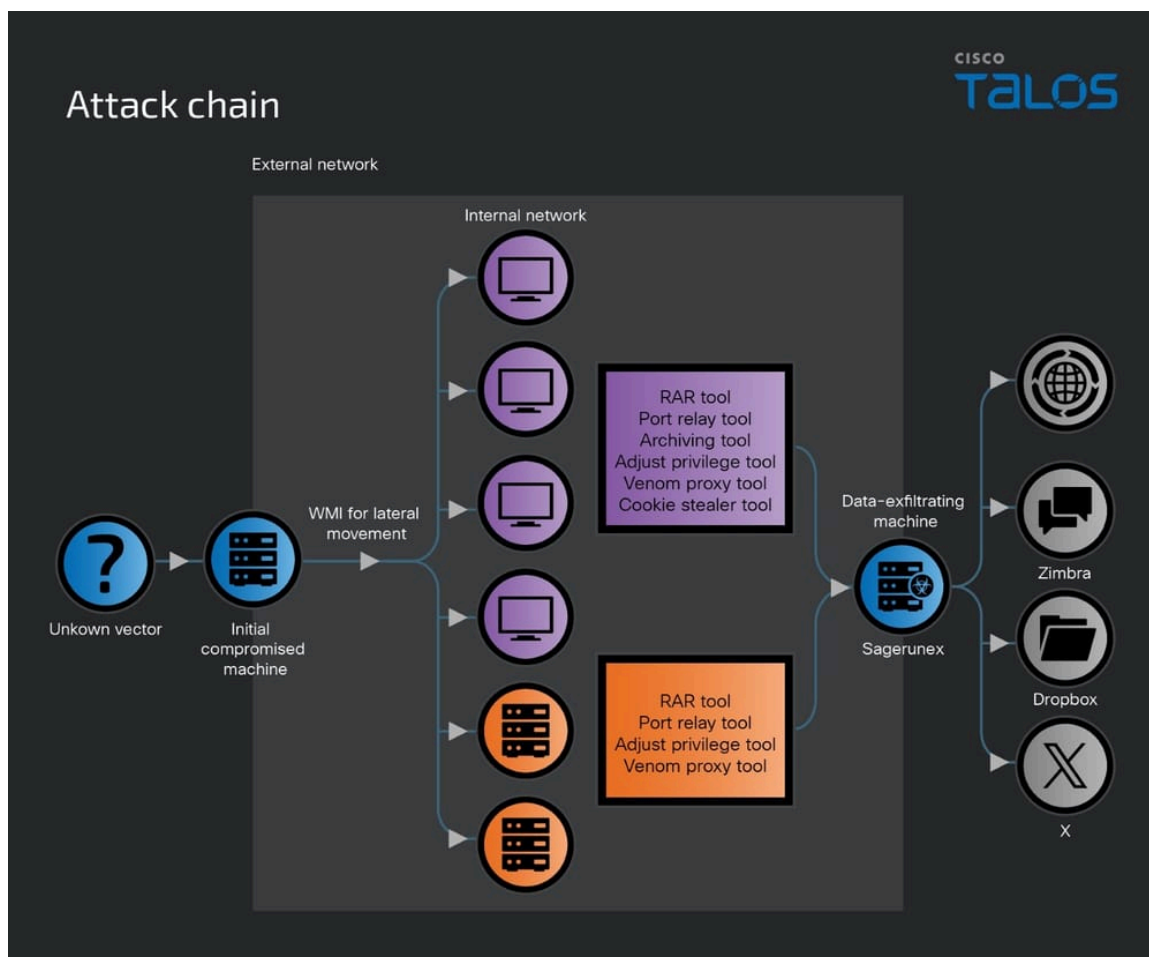 CISCO
TALOS
Attack chain
External network
Internal network
RAR tool
Port relay tool
Archiving tool
Adjust privilege tool
Venom proxy tool
Cookie stealer tool
WMI for lateral
movement
Data-exfiltrating
machine
Unkown vector
Initial
compromised
machine
Sagerunex
Zimbra
RAR tool
Port relay tool
Adjust privilege tool
Venom proxy tool
Dropbox
X